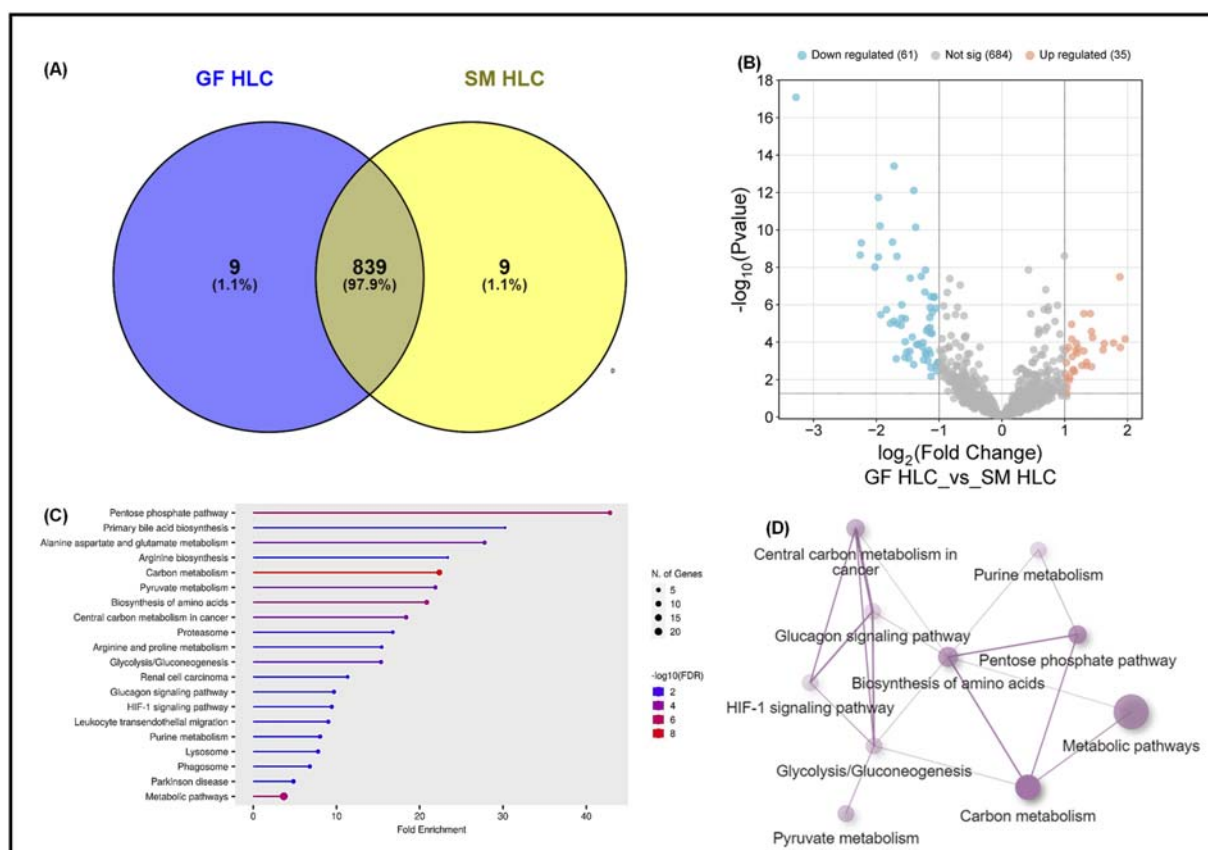 (A)
GF HLC
SM HLC
9
(1.1%)
839
(97.9%)
9
(1.1%)
(B)
Down regulated (61)
Not sig (684)
Up regulated (35)
-log10(Pvalue)
18
16
14
12
10
8
6
4
2
0
−3
−2
−1
0
1
2
log2(Fold Change)
GF HLC_vs_SM HLC
(C)
Pentose phosphate pathway
Primary bile acid biosynthesis
Alanine aspartate and glutamate metabolism
Arginine biosynthesis
Carbon metabolism
Pyruvate metabolism
Biosynthesis of amino acids
Central carbon metabolism in cancer
Proteasome
Arginine and proline metabolism
Glycolysis/Gluconeogenesis
Renal cell carcinoma
Glucagon signaling pathway
HIF-1 signaling pathway
Leukocyte transendothelial migration
Purine metabolism
Lysosome
Phagosome
Parkinson disease
Metabolic pathways
0
10
20
30
40
Fold Enrichment
N. of Genes
5
10
15
20
-log10(FDR)
2
4
6
8
(D)
Central carbon metabolism in
cancer
Purine metabolism
Glucagon signaling pathway
Pentose phosphate pathway
Biosynthesis of amino acids
HIF-1 signaling pathway
Metabolic pathways
Glycolysis/Gluconeogenesis
Carbon metabolism
Pyruvate metabolism